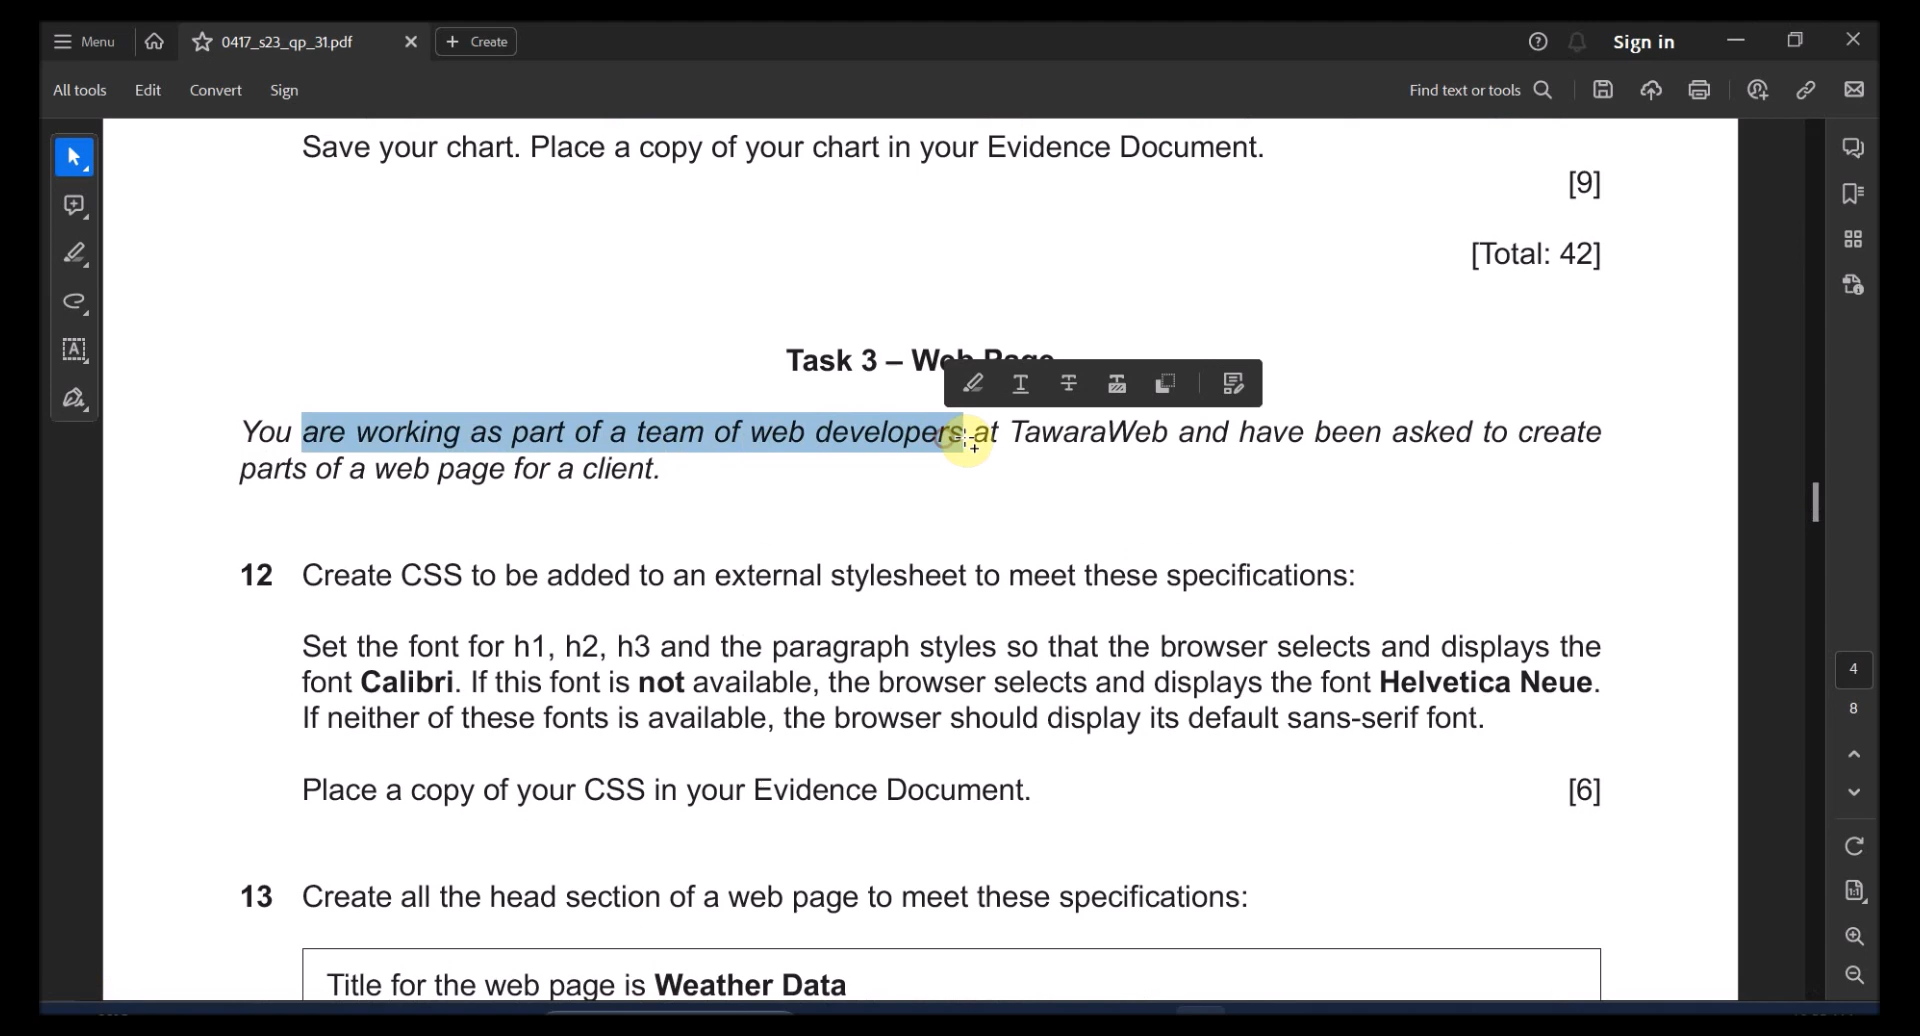 Menu
0417_s23_qp_31.pdf
Create
Sign in
All tools
Edit
Convert
Sign
Find text or tools
Save your chart. Place a copy of your chart in your Evidence Document.
[9]
[Total: 42]
Task 3 – Web Page
You are working as part of a team of web developers at TawaraWeb and have been asked to create
parts of a web page for a client.
12 Create CSS to be added to an external stylesheet to meet these specifications:
Set the font for h1, h2, h3 and the paragraph styles so that the browser selects and displays the
font Calibri. If this font is not available, the browser selects and displays the font Helvetica Neue.
If neither of these fonts is available, the browser should display its default sans-serif font.
Place a copy of your CSS in your Evidence Document. [6]
13 Create all the head section of a web page to meet these specifications:
Title for the web page is Weather Data
4
8